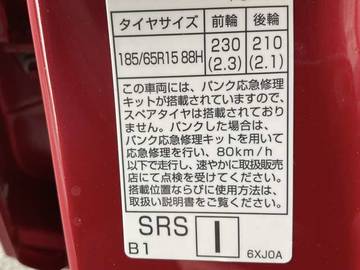 タイヤサイズ 前輪 後輪
185/65R15 88H 230 (2.3) 210 (2.1)
この車両には、パンク応急修理
キットが搭載されていますので、
スペアタイヤは搭載されておりま
せん。パンクした場合は、
パンク応急修理キットを用いて
応急修理を行い、80km/h
以下で走行し、速やかに取扱販売
店にて点検を受けてください。
搭載位置ならびに使用方法は、
取扱い説明書をご覧ください。
SRS I
B1 6XJ0A